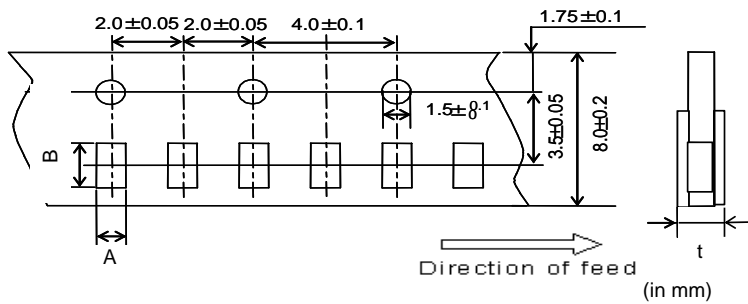 2.0±0.05 2.0±0.05 4.0±0.1 1.75±0.1
1.5±0.1 0
3.5±0.05
8.0±0.2
B
A
t
Direction of feed
(in mm)